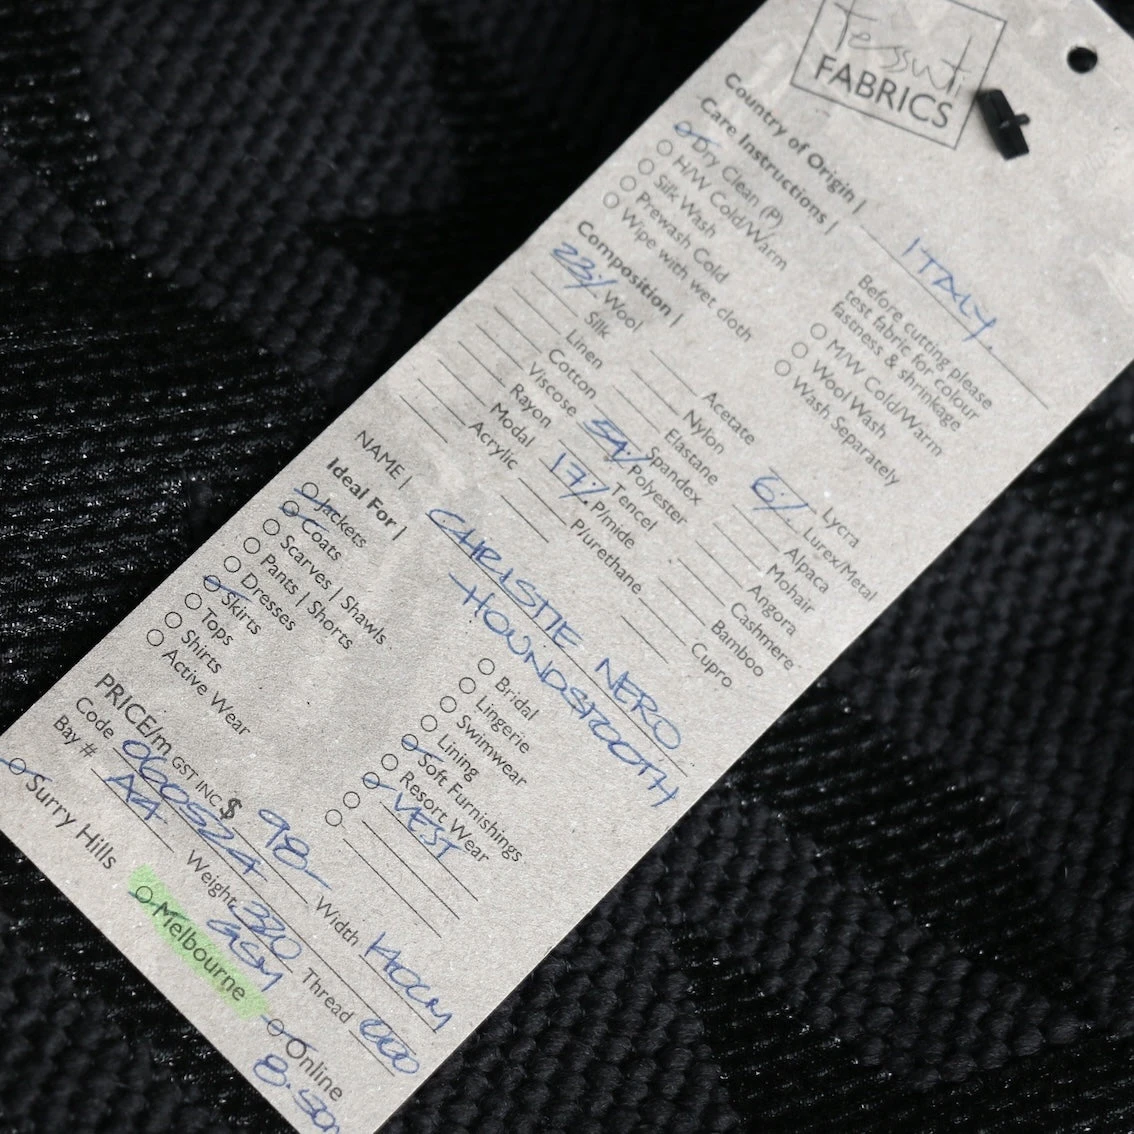 Tessuti
FABRICS
Country of Origin | ITALY.
Care Instructions |
Dry Clean (P)
H/W Cold/Warm
Silk Wash
Prewash Cold
Wipe with wet cloth
Before cutting please
test fabric for colour
fastness & shrinkage
M/W Cold/Warm
Wool Wash
Wash Separately
Composition |
23% Wool
Silk
Linen
Cotton
Viscose
Rayon
Modal
Acrylic
Acetate
Nylon
Elastane
Spandex
54% Polyester
Tencel
17% P/mide
P/urethane
Lycra
6% Lurex/Metal
Alpaca
Mohair
Angora
Cashmere
Bamboo
Cupro
NAME | CHRISTIE NERO
HOUNDSTOOTH
Ideal For |
Jackets
Coats
Scarves | Shawls
Pants | Shorts
Dresses
Skirts
Tops
Shirts
Active Wear
Bridal
Lingerie
Swimwear
Lining
Soft Furnishings
Resort Wear
VEST
PRICE/m GST INC $ 98-
Code 0600524 Width 140CM
Bay # A4 Weight 320 GSM Thread 000
Surry Hills Melbourne Online